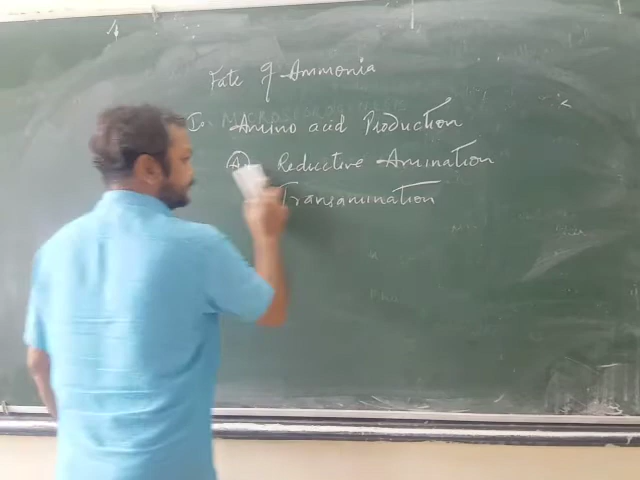 Fate of Ammonia
I. Amino acid Production
(A) Reductive Amination
Transamination